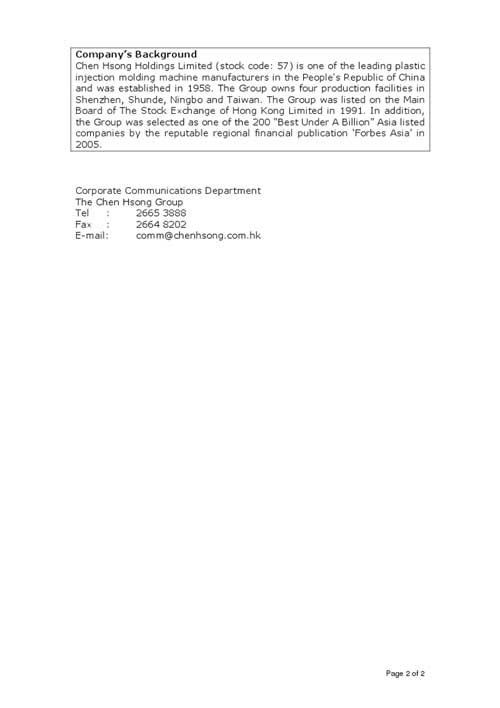 Company's Background
Chen Hsong Holdings Limited (stock code: 57) is one of the leading plastic
injection molding machine manufacturers in the People's Republic of China
and was established in 1958. The Group owns four production facilities in
Shenzhen, Shunde, Ningbo and Taiwan. The Group was listed on the Main
Board of The Stock Exchange of Hong Kong Limited in 1991. In addition,
the Group was selected as one of the 200 "Best Under A Billion" Asia listed
companies by the reputable regional financial publication 'Forbes Asia' in
2005.
Corporate Communications Department
The Chen Hsong Group
Tel : 2665 3888
Fax : 2664 8202
E-mail: comm@chenhsong.com.hk
Page 2 of 2